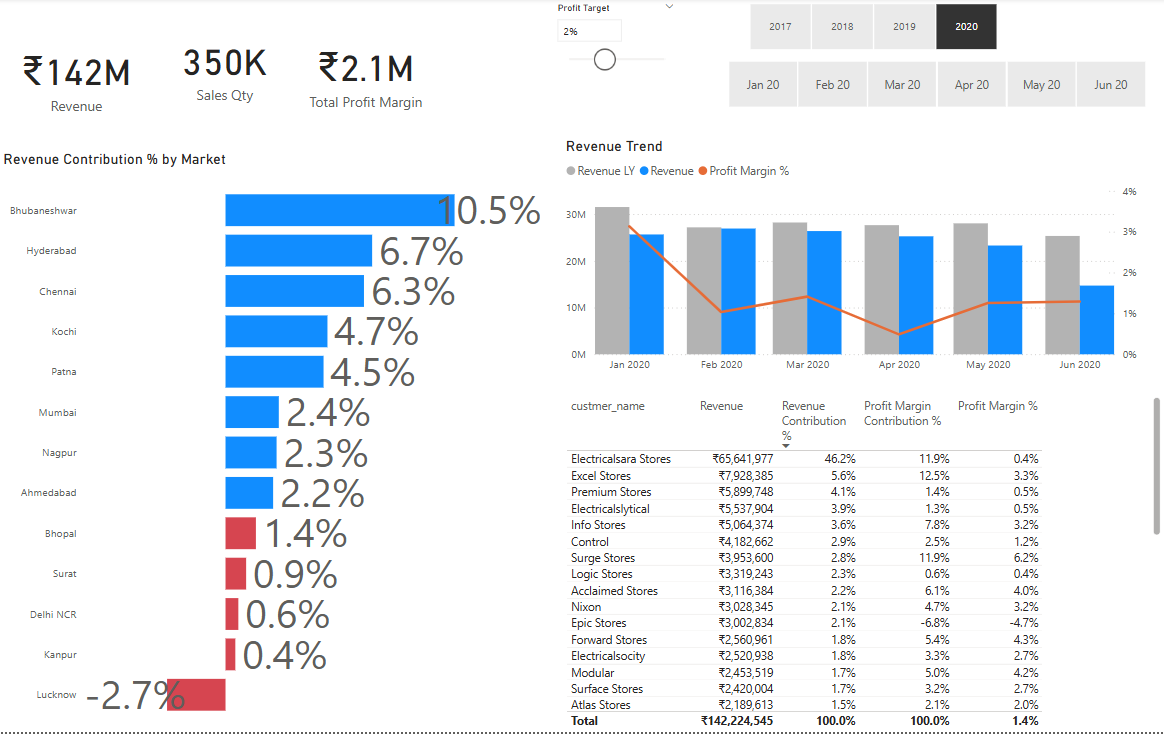 Profit Target
2%
2017 2018 2019 2020
Jan 20 Feb 20 Mar 20 Apr 20 May 20 Jun 20
₹142M
Revenue
350K
Sales Qty
₹2.1M
Total Profit Margin
Revenue Contribution % by Market
Bhubaneshwar 10.5%
Hyderabad 6.7%
Chennai 6.3%
Kochi 4.7%
Patna 4.5%
Mumbai 2.4%
Nagpur 2.3%
Ahmedabad 2.2%
Bhopal 1.4%
Surat 0.9%
Delhi NCR 0.6%
Kanpur 0.4%
Lucknow -2.7%
Revenue Trend
Revenue LY Revenue Profit Margin %
30M
20M
10M
0M
4%
3%
2%
1%
0%
Jan 2020 Feb 2020 Mar 2020 Apr 2020 May 2020 Jun 2020
custmer_name Revenue Revenue Contribution % Profit Margin Contribution % Profit Margin %
Electricalsara Stores ₹65,641,977 46.2% 11.9% 0.4%
Excel Stores ₹7,928,385 5.6% 12.5% 3.3%
Premium Stores ₹5,899,748 4.1% 1.4% 0.5%
Electricalslytical ₹5,537,904 3.9% 1.3% 0.5%
Info Stores ₹5,064,374 3.6% 7.8% 3.2%
Control ₹4,182,662 2.9% 2.5% 1.2%
Surge Stores ₹3,953,600 2.8% 11.9% 6.2%
Logic Stores ₹3,319,243 2.3% 0.6% 0.4%
Acclaimed Stores ₹3,116,384 2.2% 6.1% 4.0%
Nixon ₹3,028,345 2.1% 4.7% 3.2%
Epic Stores ₹3,002,834 2.1% -6.8% -4.7%
Forward Stores ₹2,560,961 1.8% 5.4% 4.3%
Electricalsocity ₹2,520,938 1.8% 3.3% 2.7%
Modular ₹2,453,519 1.7% 5.0% 4.2%
Surface Stores ₹2,420,004 1.7% 3.2% 2.7%
Atlas Stores ₹2,189,613 1.5% 2.1% 2.0%
Total ₹142,224,545 100.0% 100.0% 1.4%